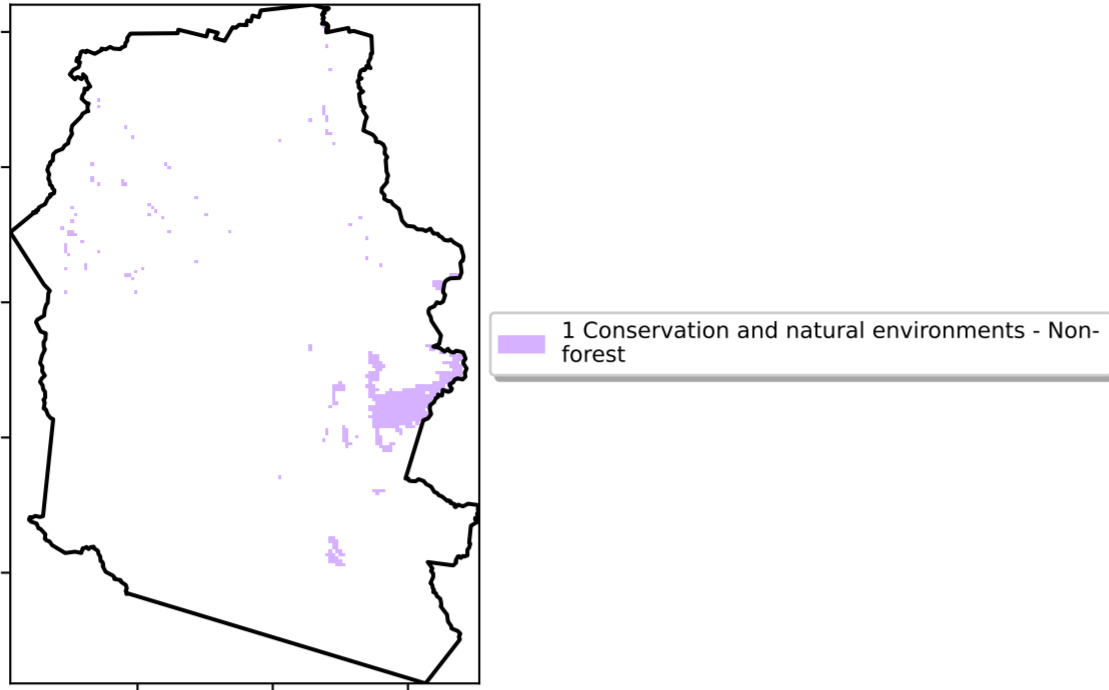 1 Conservation and natural environments - Non-
forest